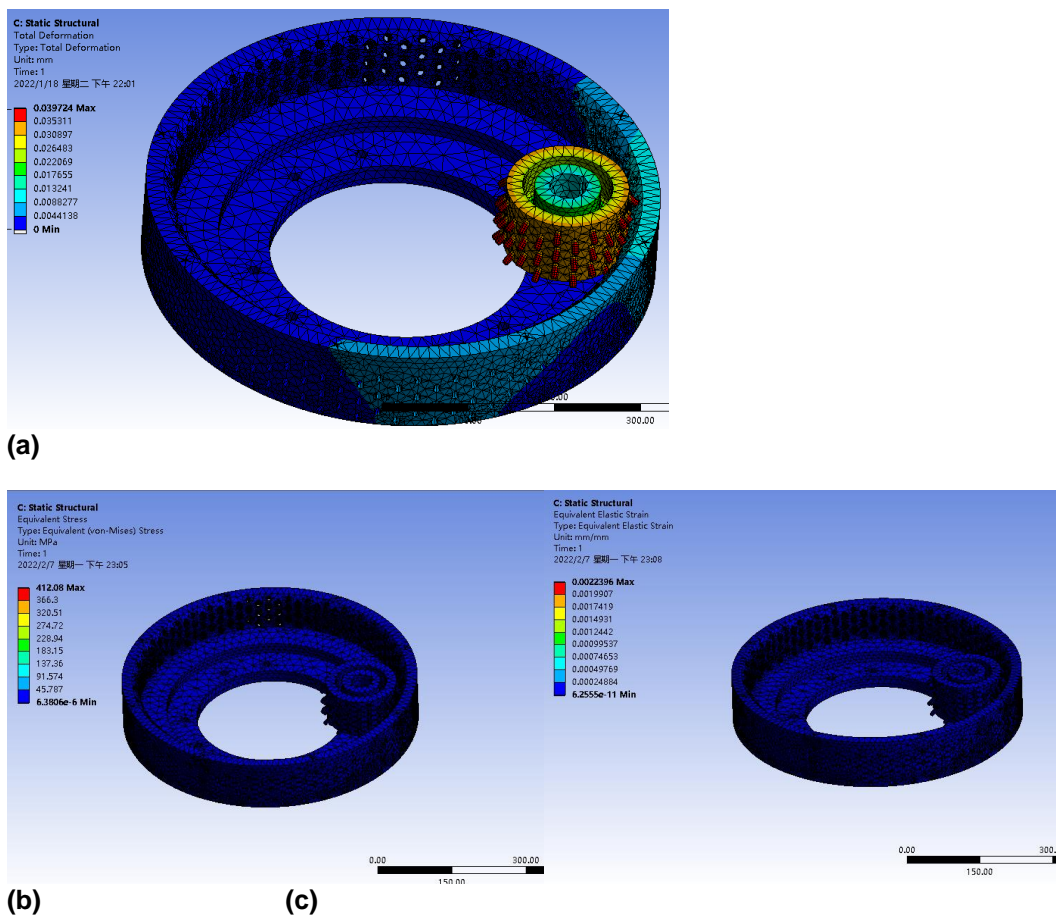 C: Static Structural
Total Deformation
Type: Total Deformation
Unit: mm
Time: 1
2022/1/18 星期二 下午 22:01
0.039724 Max
0.035311
0.030897
0.026483
0.022069
0.017655
0.013241
0.0088277
0.0044138
0 Min
300.00
(a)
C: Static Structural
Equivalent Stress
Type: Equivalent (von-Mises) Stress
Unit: MPa
Time: 1
2022/2/7 星期一 下午 23:05
412.08 Max
366.3
320.51
274.72
228.94
183.15
137.36
91.574
45.787
6.3806e-6 Min
0.00
300.00
150.00
(b)
C: Static Structural
Equivalent Elastic Strain
Type: Equivalent Elastic Strain
Unit: mm/mm
Time: 1
2022/2/7 星期一 下午 23:08
0.0022396 Max
0.0019907
0.0017419
0.0014931
0.0012442
0.00099537
0.00074653
0.00049769
0.00024884
6.2555e-11 Min
0.00
150.00
(c)